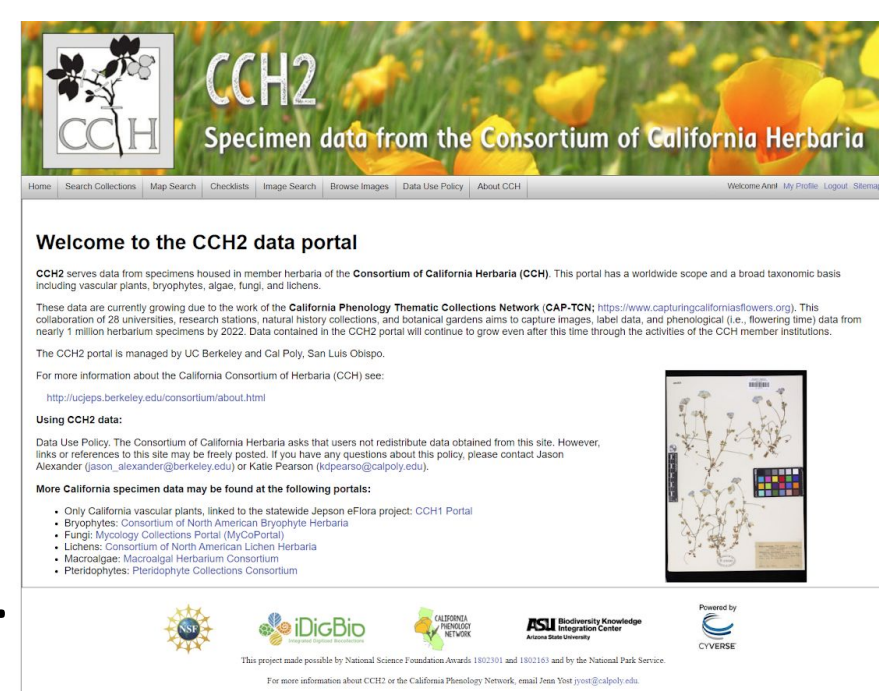 CCH
CCH2
Specimen data from the Consortium of California Herbaria
Home Search Collections Map Search Checklists Image Search Browse Images Data Use Policy About CCH Welcome Ann! My Profile Logout Sitemap
Welcome to the CCH2 data portal
CCH2 serves data from specimens housed in member herbaria of the Consortium of California Herbaria (CCH). This portal has a worldwide scope and a broad taxonomic basis
including vascular plants, bryophytes, algae, fungi, and lichens.
These data are currently growing due to the work of the California Phenology Thematic Collections Network (CAP-TCN; https://www.capturingcaliforniasflowers.org). This
collaboration of 28 universities, research stations, natural history collections, and botanical gardens aims to capture images, label data, and phenological (i.e., flowering time) data from
nearly 1 million herbarium specimens by 2022. Data contained in the CCH2 portal will continue to grow even after this time through the activities of the CCH member institutions.
The CCH2 portal is managed by UC Berkeley and Cal Poly, San Luis Obispo.
For more information about the California Consortium of Herbaria (CCH) see:
http://ucjeps.berkeley.edu/consortium/about.html
Using CCH2 data:
Data Use Policy. The Consortium of California Herbaria asks that users not redistribute data obtained from this site. However,
links or references to this site may be freely posted. If you have any questions about this policy, please contact Jason
Alexander (jason_alexander@berkeley.edu) or Katie Pearson (kdpearso@calpoly.edu).
More California specimen data may be found at the following portals:
• Only California vascular plants, linked to the statewide Jepson eFlora project: CCH1 Portal
• Bryophytes: Consortium of North American Bryophyte Herbaria
• Fungi: Mycology Collections Portal (MyCoPortal)
• Lichens: Consortium of North American Lichen Herbaria
• Macroalgae: Macroalgal Herbarium Consortium
• Pteridophytes: Pteridophyte Collections Consortium
NSF
iDigBio
Integrated Digitized Biocollections
CALIFORNIA
PHENOLOGY
NETWORK
ASU Biodiversity Knowledge
Integration Center
Arizona State University
Powered by
CYVERSE
This project made possible by National Science Foundation Awards 1802301 and 1802163 and by the National Park Service.
For more information about CCH2 or the California Phenology Network, email Jenn Yost jyost@calpoly.edu.